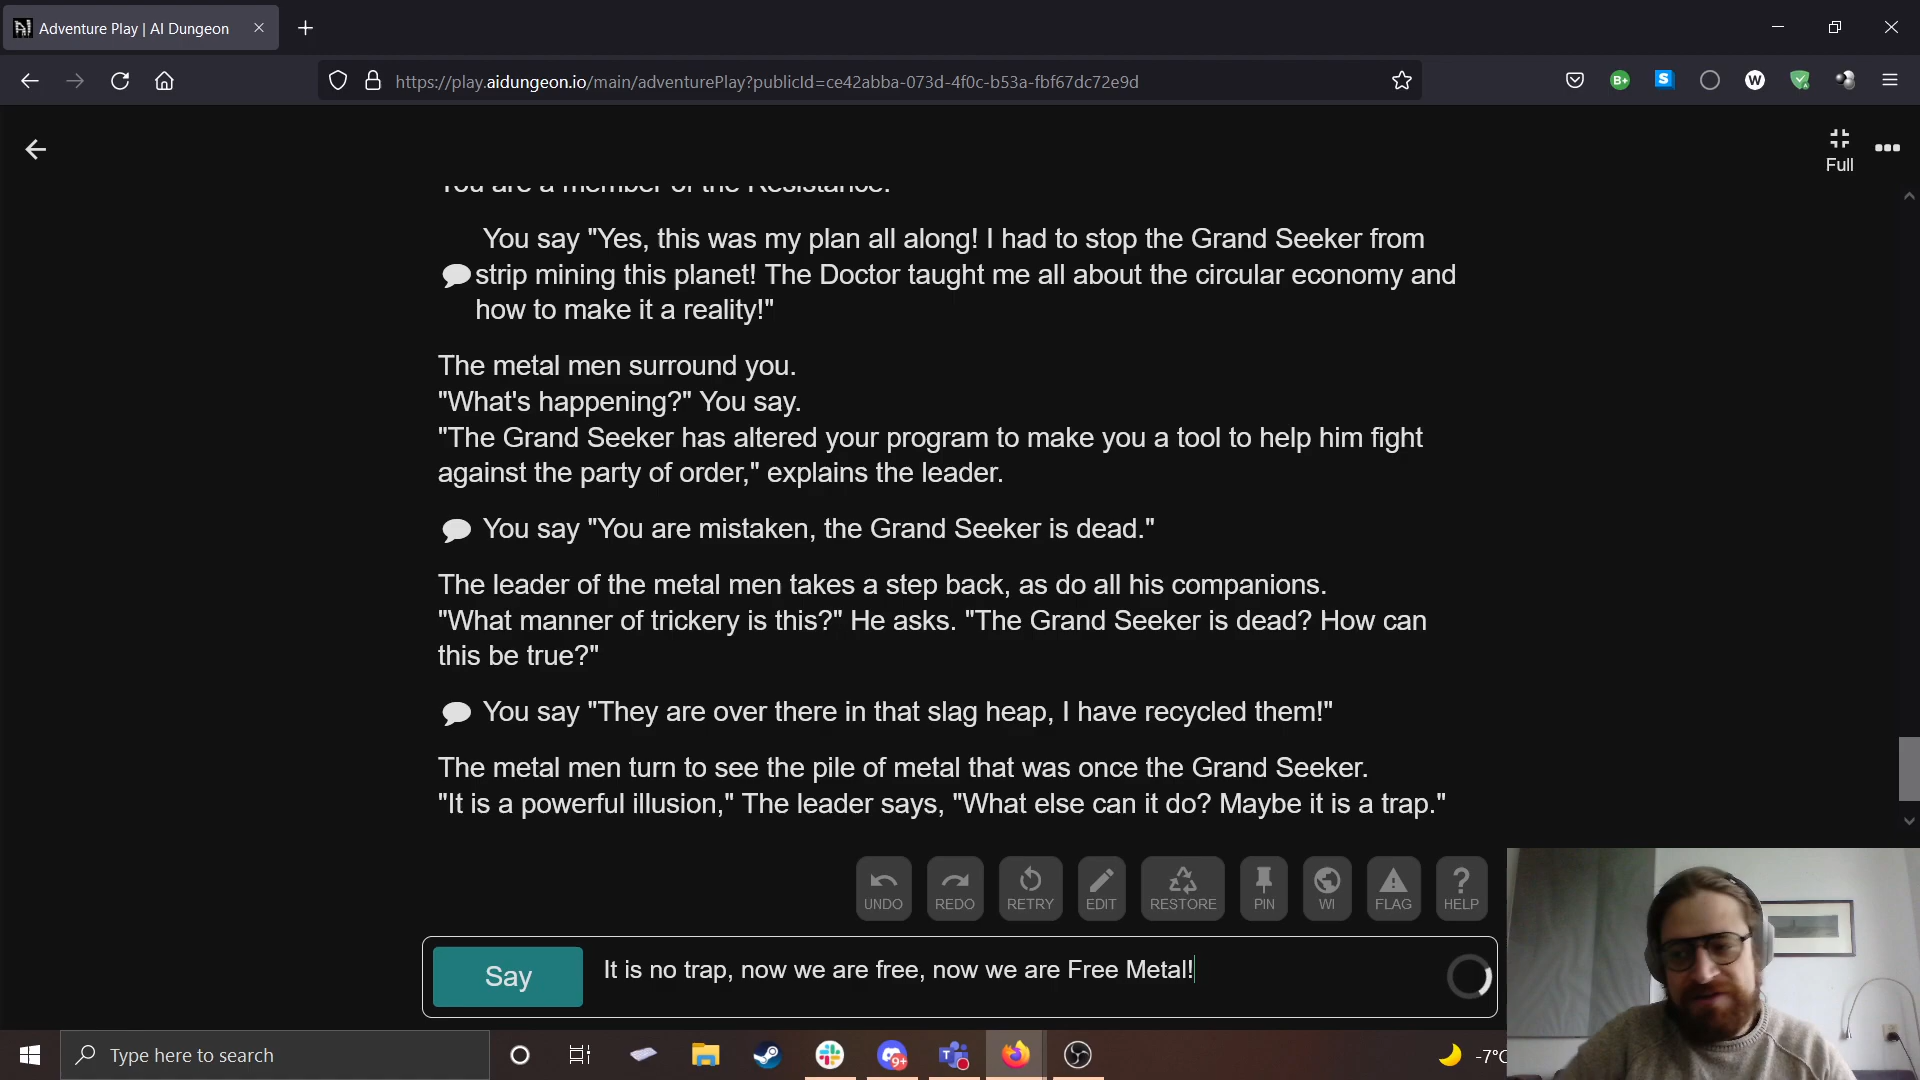 Adventure Play | AI Dungeon
https://play.aidungeon.io/main/adventurePlay?publicId=ce42abba-073d-4f0c-b53a-fbf67dc72e9d
B+
S
W
Full
You are a member of the Resistance.
You say "Yes, this was my plan all along! I had to stop the Grand Seeker from
strip mining this planet! The Doctor taught me all about the circular economy and
how to make it a reality!"
The metal men surround you.
"What's happening?" You say.
"The Grand Seeker has altered your program to make you a tool to help him fight
against the party of order," explains the leader.
You say "You are mistaken, the Grand Seeker is dead."
The leader of the metal men takes a step back, as do all his companions.
"What manner of trickery is this?" He asks. "The Grand Seeker is dead? How can
this be true?"
You say "They are over there in that slag heap, I have recycled them!"
The metal men turn to see the pile of metal that was once the Grand Seeker.
"It is a powerful illusion," The leader says, "What else can it do? Maybe it is a trap."
UNDO REDO RETRY EDIT RESTORE PIN WI FLAG HELP
Say It is no trap, now we are free, now we are Free Metal!
Type here to search
9+
T
-7°C